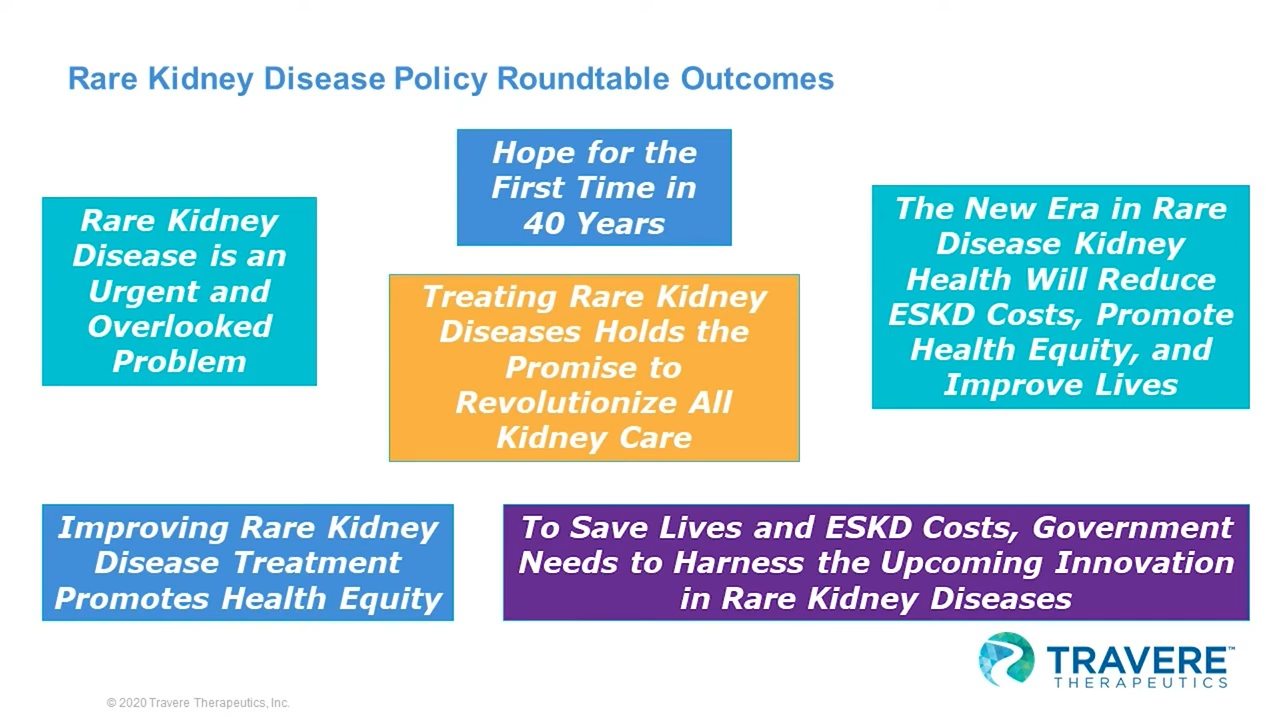 Rare Kidney Disease Policy Roundtable Outcomes
Hope for the
First Time in
40 Years
Rare Kidney
Disease is an
Urgent and
Overlooked
Problem
Treating Rare Kidney
Diseases Holds the
Promise to
Revolutionize All
Kidney Care
The New Era in Rare
Disease Kidney
Health Will Reduce
ESKD Costs, Promote
Health Equity, and
Improve Lives
Improving Rare Kidney
Disease Treatment
Promotes Health Equity
To Save Lives and ESKD Costs, Government
Needs to Harness the Upcoming Innovation
in Rare Kidney Diseases
TRAVERE™
THERAPEUTICS
© 2020 Travere Therapeutics, Inc.